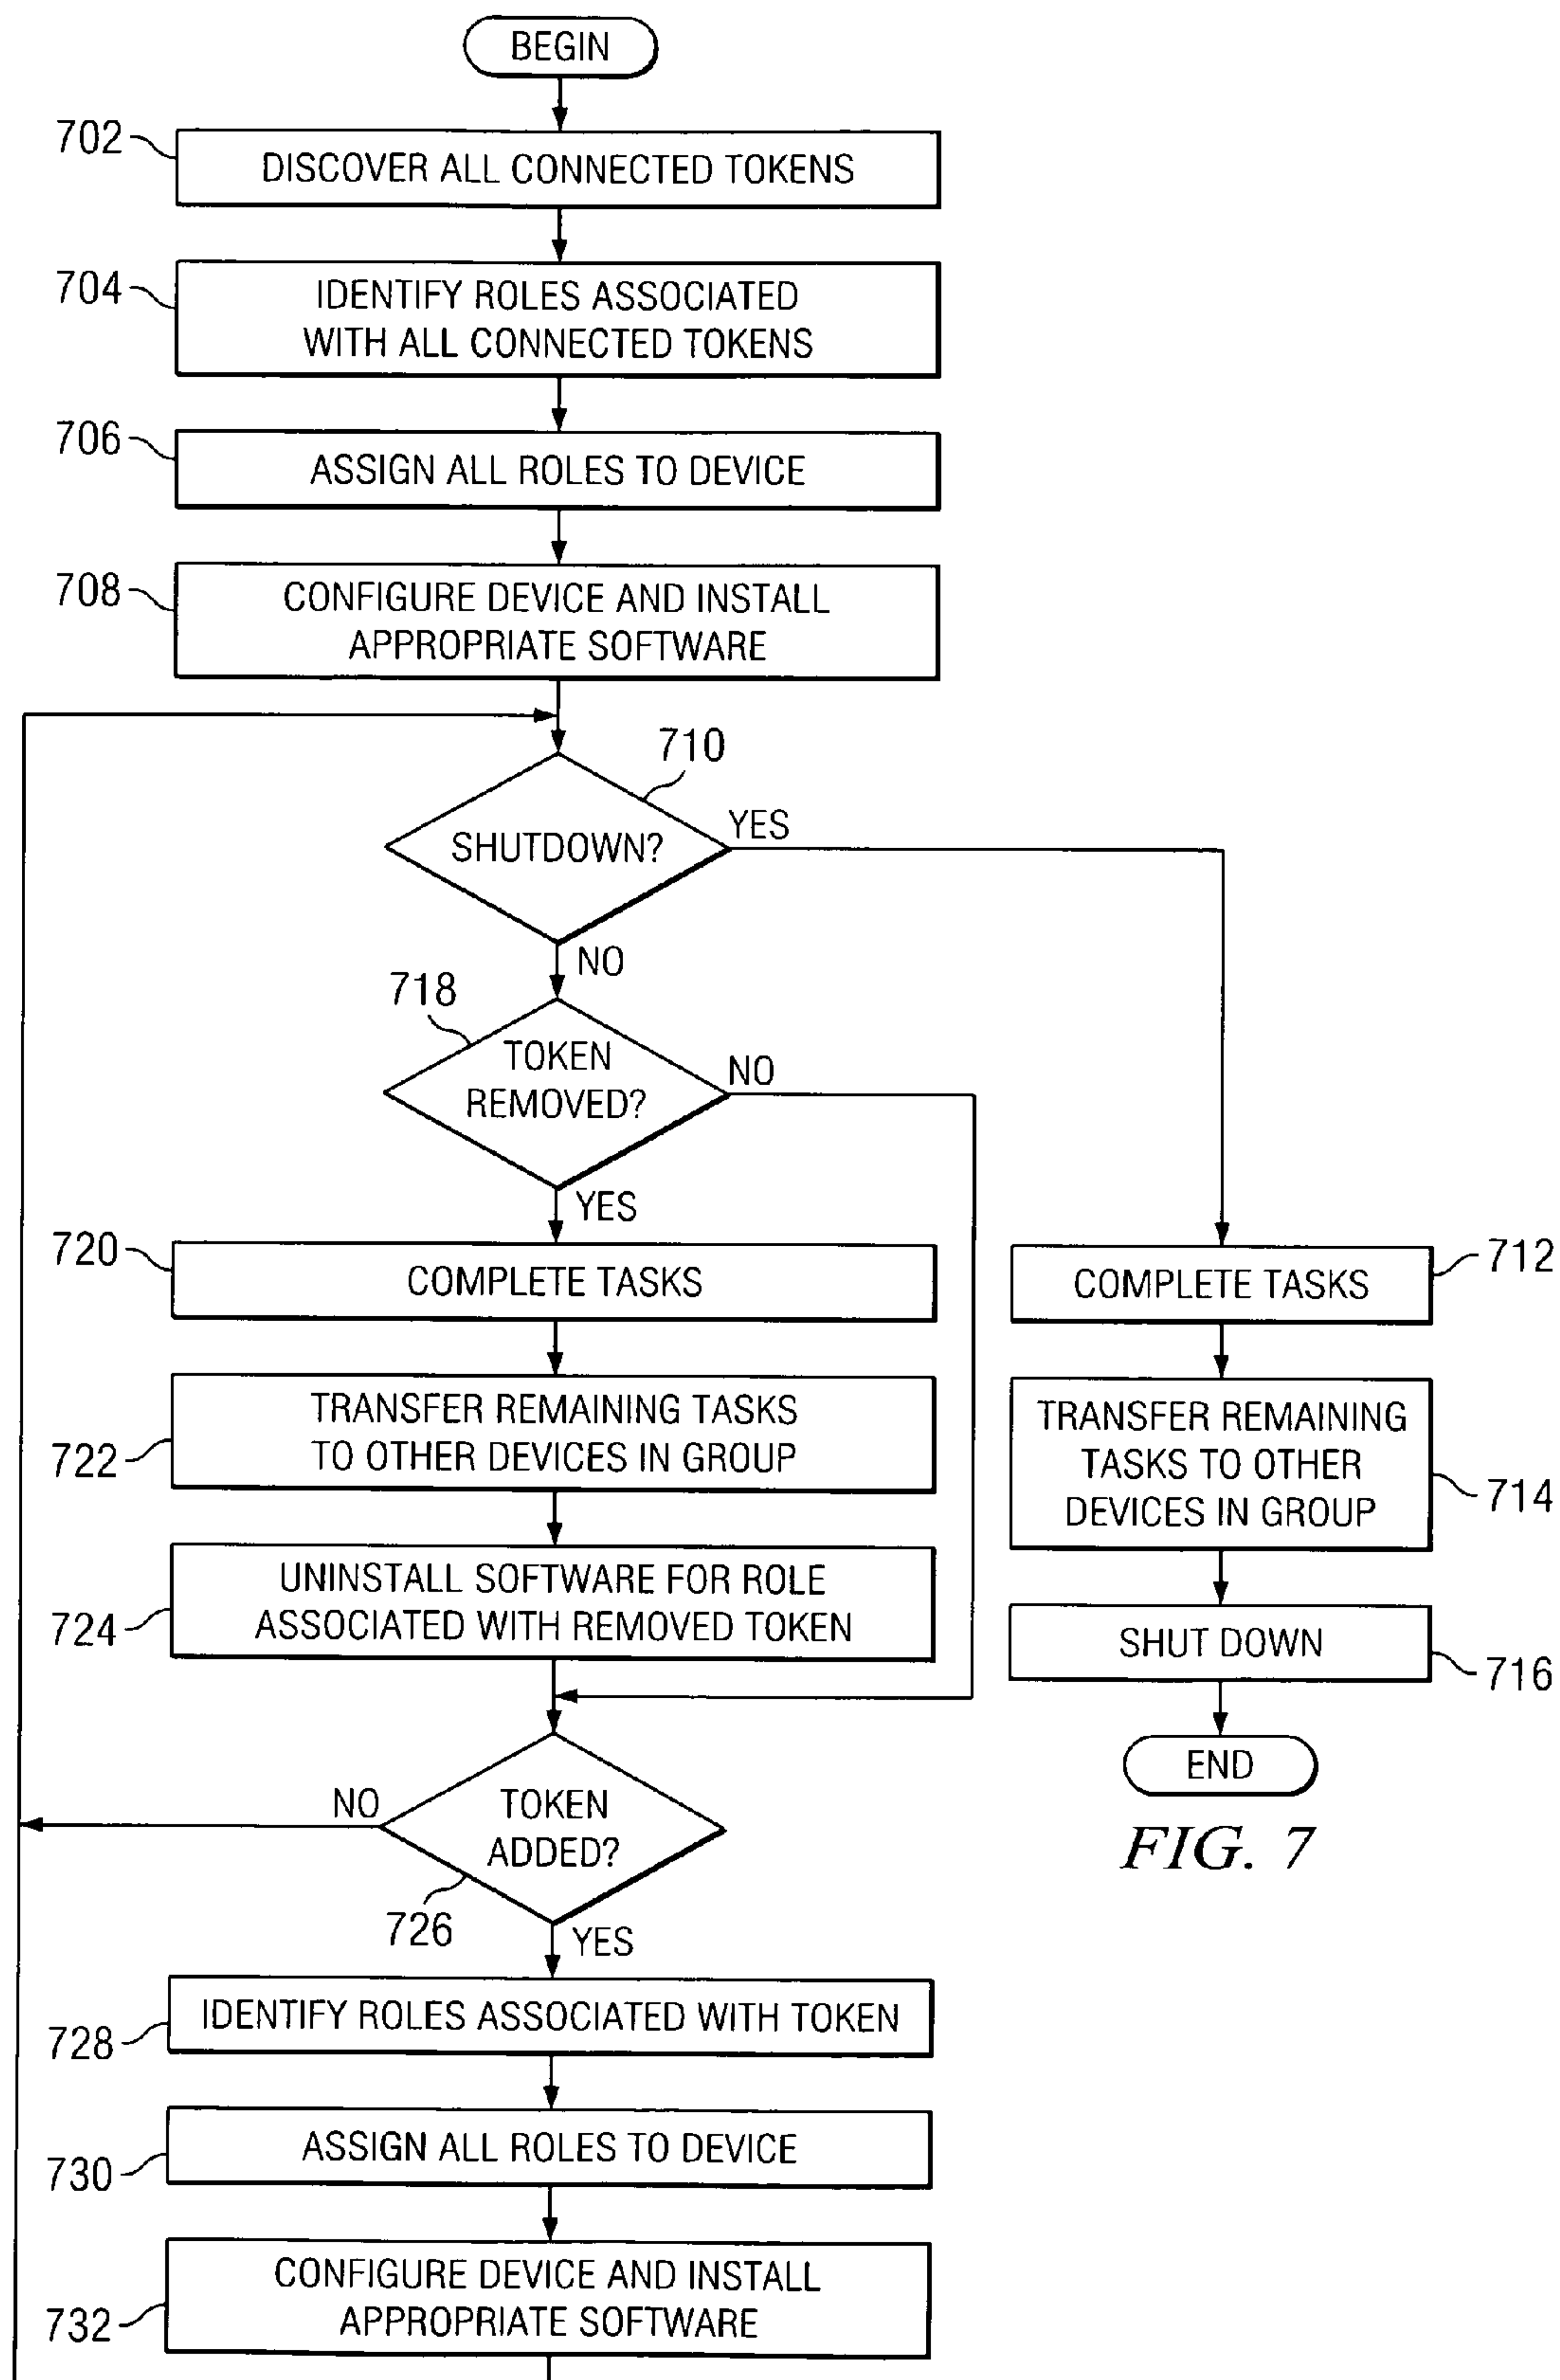 BEGIN
702
DISCOVER ALL CONNECTED TOKENS
704
IDENTIFY ROLES ASSOCIATED
WITH ALL CONNECTED TOKENS
706
ASSIGN ALL ROLES TO DEVICE
708
CONFIGURE DEVICE AND INSTALL
APPROPRIATE SOFTWARE
710
SHUTDOWN?
YES
NO
718
TOKEN
REMOVED?
NO
YES
720
COMPLETE TASKS
722
TRANSFER REMAINING TASKS
TO OTHER DEVICES IN GROUP
724
UNINSTALL SOFTWARE FOR ROLE
ASSOCIATED WITH REMOVED TOKEN
712
COMPLETE TASKS
714
TRANSFER REMAINING
TASKS TO OTHER
DEVICES IN GROUP
716
SHUT DOWN
END
FIG. 7
NO
TOKEN
ADDED?
726
YES
728
IDENTIFY ROLES ASSOCIATED WITH TOKEN
730
ASSIGN ALL ROLES TO DEVICE
732
CONFIGURE DEVICE AND INSTALL
APPROPRIATE SOFTWARE